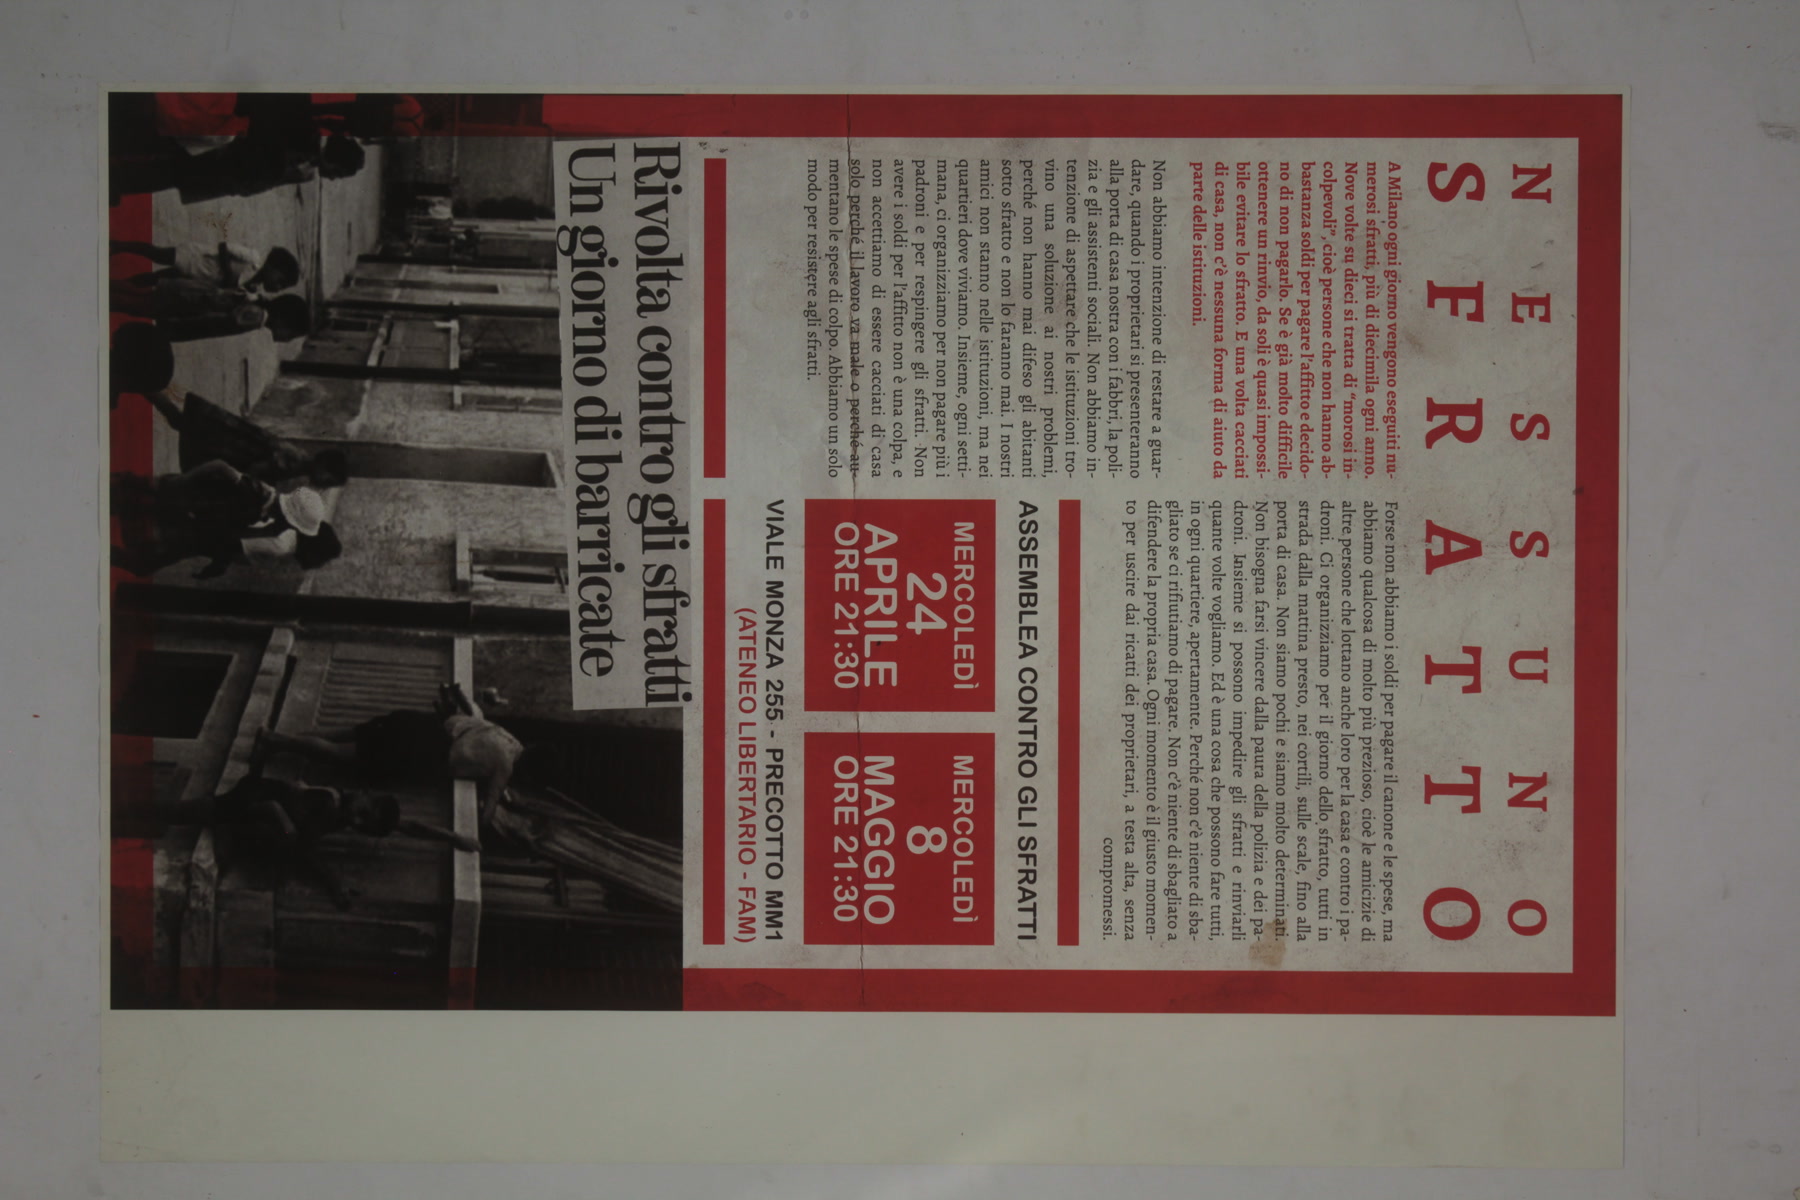 NESSUNO
SFRATTO
A Milano ogni giorno vengono eseguiti nu-
merosi sfratti, più di diecimila ogni anno.
Nove volte su dieci si tratta di “morosi in-
colpevoli”, cioè persone che non hanno ab-
bastanza soldi per pagare l'affitto e decido-
no di non pagarlo. Se è già molto difficile
ottenere un rinvio, da soli è quasi impossi-
bile evitare lo sfratto. E una volta cacciati
di casa, non c'è nessuna forma di aiuto da
parte delle istituzioni.
Non abbiamo intenzione di restare a guar-
dare, quando i proprietari si presenteranno
alla porta di casa nostra con i fabbri, la poli-
zia e gli assistenti sociali. Non abbiamo in-
tenzione di aspettare che le istituzioni tro-
vino una soluzione ai nostri problemi,
perché non hanno mai difeso gli abitanti
sotto sfratto e non lo faranno mai. I nostri
amici non stanno nelle istituzioni, ma nei
quartieri dove viviamo. Insieme, ogni setti-
mana, ci organizziamo per non pagare più i
padroni e per respingere gli sfratti. Non
avere i soldi per l'affitto non è una colpa, e
non accettiamo di essere cacciati di casa
solo perché il lavoro va male o perché au-
mentano le spese di colpo. Abbiamo un solo
modo per resistere agli sfratti.
Forse non abbiamo i soldi per pagare il canone e le spese, ma
abbiamo qualcosa di molto più prezioso, cioè le amicizie di
altre persone che lottano anche loro per la casa e contro i pa-
droni. Ci organizziamo per il giorno dello sfratto, tutti in
strada dalla mattina presto, nei cortili, sulle scale, fino alla
porta di casa. Non siamo pochi e siamo molto determinati.
Non bisogna farsi vincere dalla paura della polizia e dei pa-
droni. Insieme si possono impedire gli sfratti e rinviarli
quante volte vogliamo. Ed è una cosa che possono fare tutti,
in ogni quartiere, apertamente. Perché non c'è niente di sba-
gliato se ci rifiutiamo di pagare. Non c'è niente di sbagliato a
difendere la propria casa. Ogni momento è il giusto momen-
to per uscire dai ricatti dei proprietari, a testa alta, senza
compromessi.
ASSEMBLEA CONTRO GLI SFRATTI
MERCOLEDÌ
24
APRILE
ORE 21:30
MERCOLEDÌ
8
MAGGIO
ORE 21:30
VIALE MONZA 255 - PRECOTTO MM1
(ATENEO LIBERTARIO - FAM)
Rivolta contro gli sfratti
Un giorno di barricate